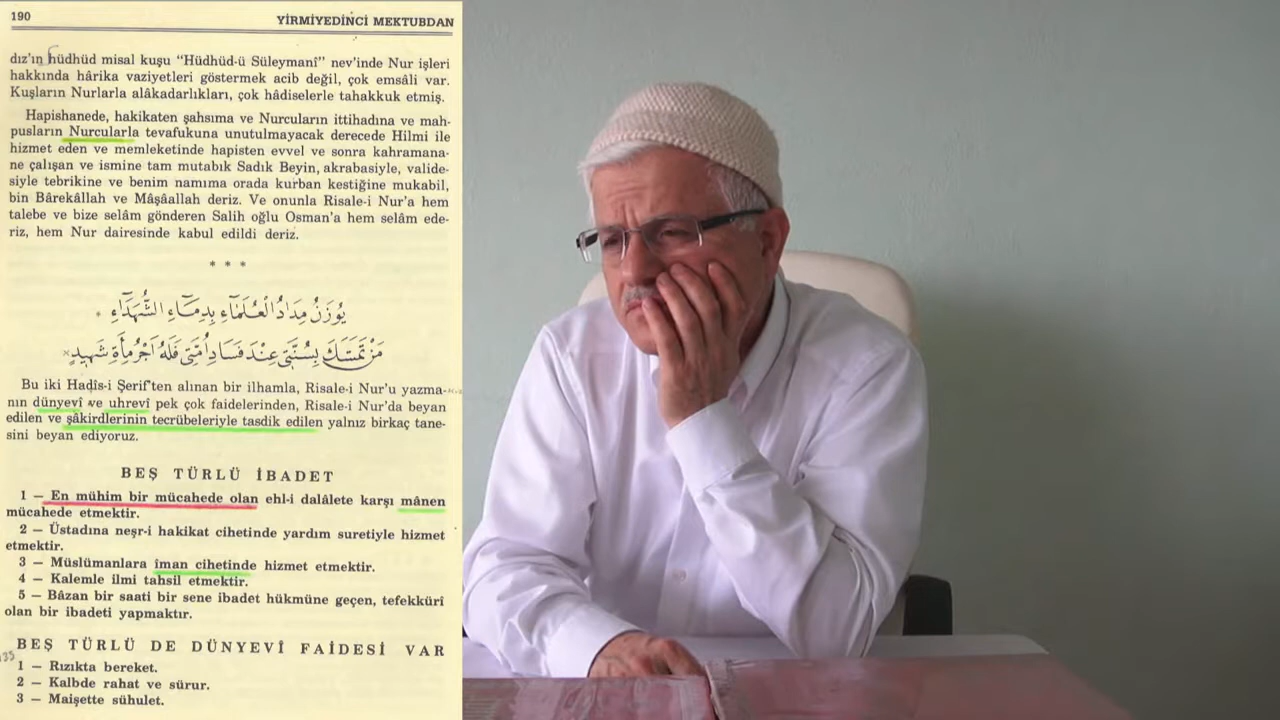 190
YİRMİYEDİNCİ MEKTUBDAN
dız'ın hüdhüd misal kuşu "Hüdhüd-ü Süleymanî" nev'inde Nur işleri
hakkında hârika vaziyetleri göstermek acib değil, çok emsâli var.
Kuşların Nurlarla alâkadarlıkları, çok hâdiselerle tahakkuk etmiş.
Hapishanede, hakikaten şahsıma ve Nurcuların ittihadına ve mah-
pusların Nurcularla tevafukuna unutulmayacak derecede Hilmi ile
hizmet eden ve memleketinde hapisten evvel ve sonra kahramana-
ne çalışan ve ismine tam mutabık Sadık Beyin, akrabasiyle, valide-
siyle tebrikine ve benim namıma orada kurban kestiğine mukabil,
bin Bârekâllah ve Mâşâallah deriz. Ve onunla Risale-i Nur'a hem
talebe ve bize selâm gönderen Salih oğlu Osman'a hem selâm ede-
riz, hem Nur dairesinde kabul edildi deriz.
* * *
يُوزَنُ مِدَادُ الْعُلَمَاءِ بِدِمَاءِ الشُّهَدَاءِ
مَنْ تَمَسَّكَ بِسُنَّتِى عِنْدَ فَسَادِ اُمَّتِى فَلَهُ اَجْرُ مِأَةِ شَهِيدٍ
Bu iki Hadîs-i Şerif'ten alınan bir ilhamla, Risale-i Nur'u yazma-
nın dünyevî ve uhrevî pek çok faidelerinden, Risale-i Nur'da beyan
edilen ve şâkirdlerinin tecrübeleriyle tasdik edilen yalnız birkaç tane-
sini beyan ediyoruz.
BEŞ TÜRLÜ İBADET
1 — En mühim bir mücahede olan ehl-i dalâlete karşı mânen
mücahede etmektir.
2 — Üstadına neşr-i hakikat cihetinde yardım suretiyle hizmet
etmektir.
3 — Müslümanlara îman cihetinde hizmet etmektir.
4 — Kalemle ilmi tahsil etmektir.
5 — Bâzan bir saati bir sene ibadet hükmüne geçen, tefekkürî
olan bir ibadeti yapmaktır.
BEŞ TÜRLÜ DE DÜNYEVÎ FAİDESİ VAR
1 — Rızıkta bereket.
2 — Kalbde rahat ve sürur.
3 — Maişette sühulet.